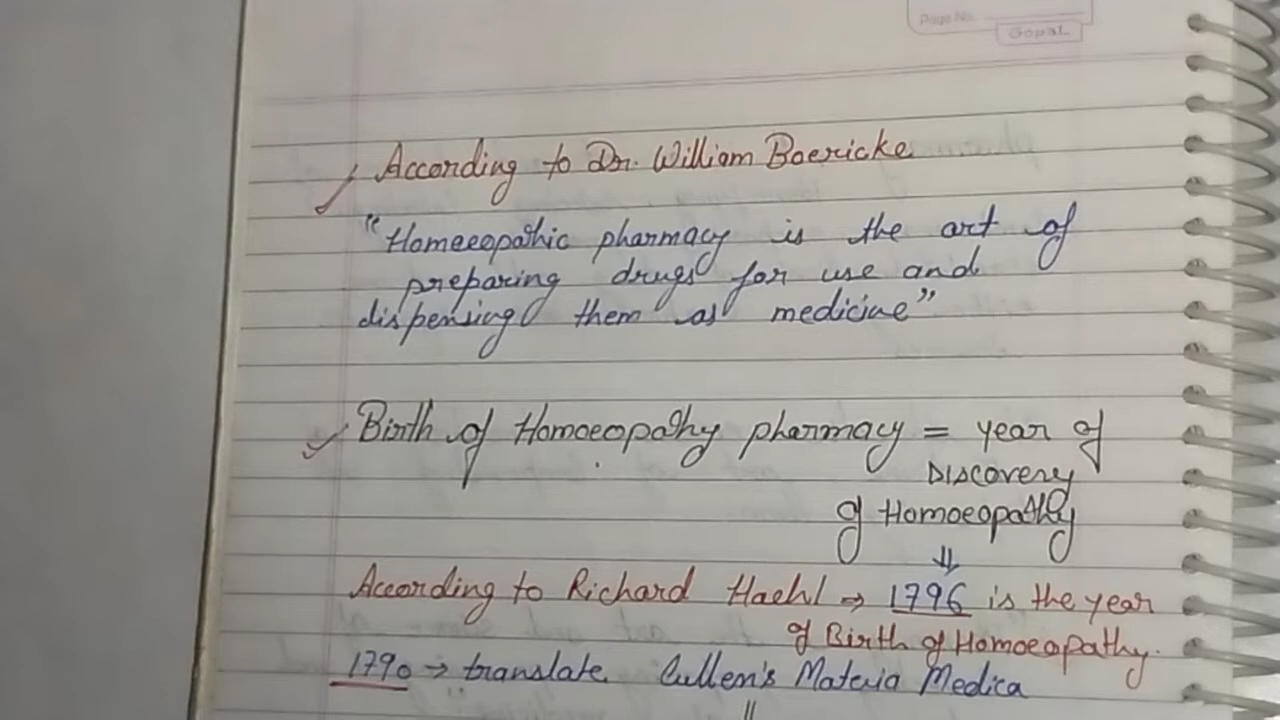 Page No.
Gopal
According to Dr. William Boericke
"Homoeopathic pharmacy is the art of
preparing drugs for use and
dispensing them as medicine"
Birth of Homoeopathy pharmacy = year of
DISCOVERY
of Homoeopathy
⇓
According to Richard Haehl ⇒ 1796 is the year
of Birth of Homoeopathy.
1790 → translate Cullen's Materia Medica